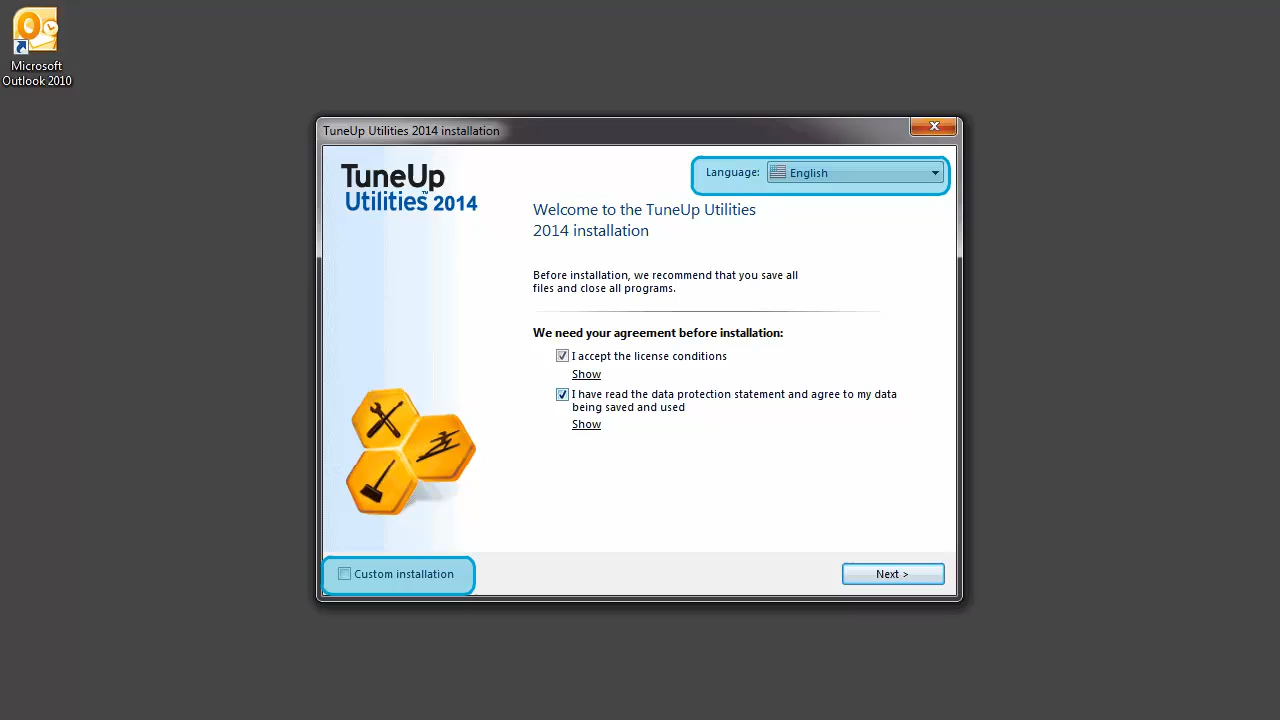 Microsoft
Outlook 2010
TuneUp Utilities 2014 installation
TuneUp
Utilities™ 2014
Language: English
Welcome to the TuneUp Utilities
2014 installation
Before installation, we recommend that you save all
files and close all programs.
We need your agreement before installation:
I accept the license conditions
Show
I have read the data protection statement and agree to my data
being saved and used
Show
Custom installation
Next >